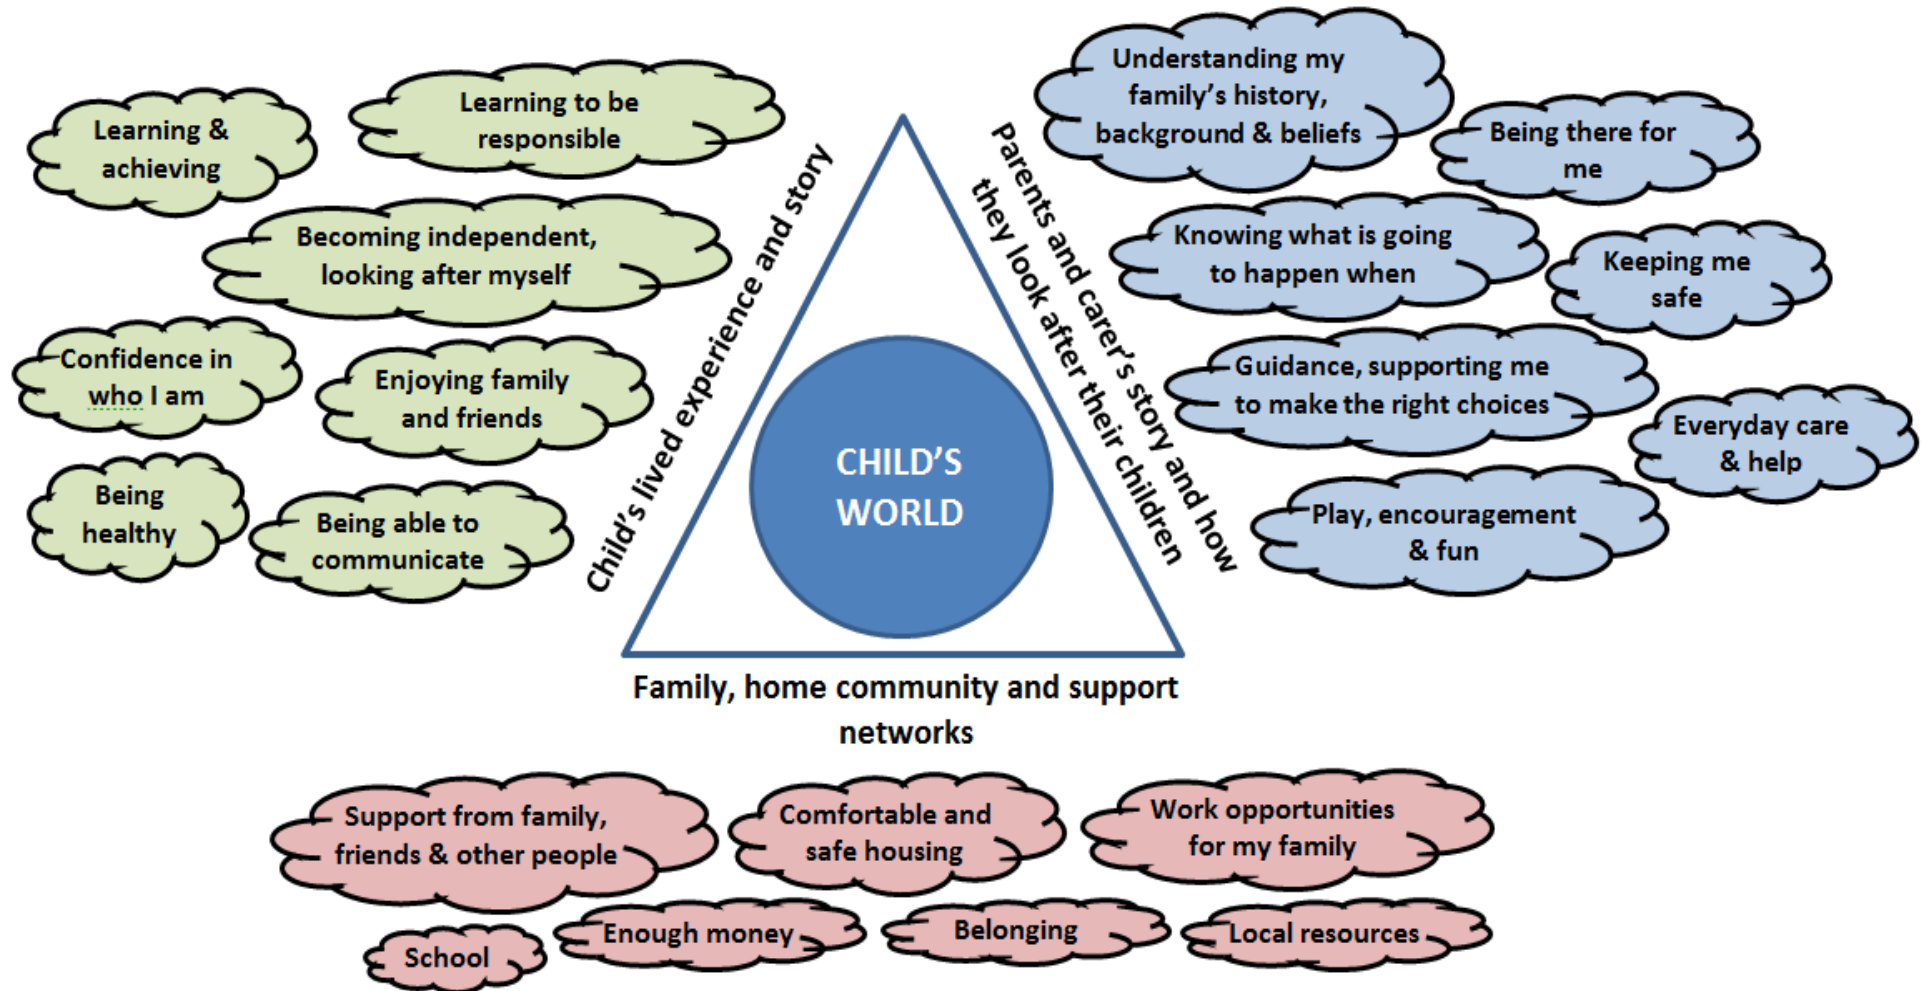 Learning &
achieving
Learning to be
responsible
Becoming independent,
looking after myself
Confidence in
who I am
Enjoying family
and friends
Being
healthy
Being able to
communicate
Child's lived experience and story
CHILD'S
WORLD
Parents and carer's story and how
they look after their children
Understanding my
family's history,
background & beliefs
Being there for
me
Knowing what is going
to happen when
Keeping me
safe
Guidance, supporting me
to make the right choices
Everyday care
& help
Play, encouragement
& fun
Family, home community and support
networks
Support from family,
friends & other people
Comfortable and
safe housing
Work opportunities
for my family
School
Enough money
Belonging
Local resources